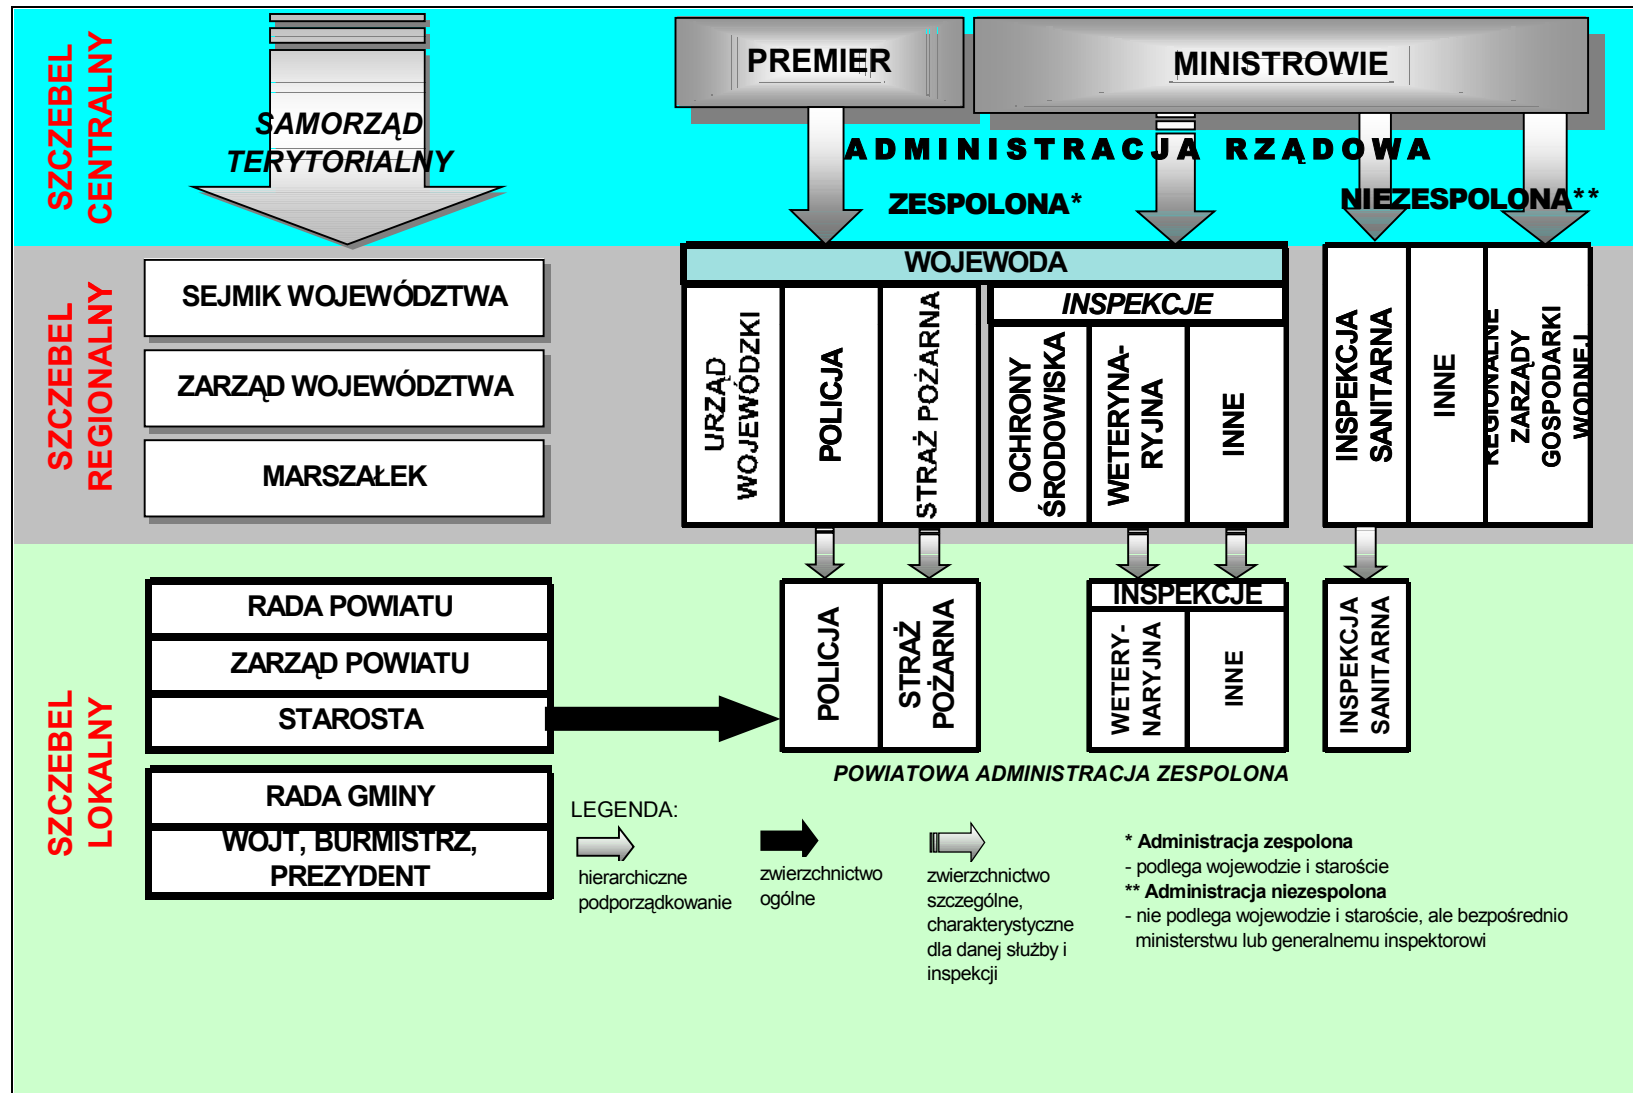 SZCZEBEL
CENTRALNY
SAMORZĄD
TERYTORIALNY
PREMIER
MINISTROWIE
ADMINISTRACJA RZĄDOWA
ZESPOLONA*
NIEZESPOLONA**
SZCZEBEL
REGIONALNY
SEJMIK WOJEWÓDZTWA
ZARZĄD WOJEWÓDZTWA
MARSZAŁEK
WOJEWODA
URZĄD
WOJEWÓDZKI
POLICJA
STRAŻ POŻARNA
INSPEKCJE
OCHRONY
ŚRODOWISKA
WETERYNA-
RYJNA
INNE
INSPEKCJA
SANITARNA
INNE
REGIONALNE
ZARZĄDY
GOSPODARKI
WODNEJ
SZCZEBEL
LOKALNY
RADA POWIATU
ZARZĄD POWIATU
STAROSTA
RADA GMINY
WÓJT, BURMISTRZ,
PREZYDENT
POLICJA
STRAŻ
POŻARNA
INSPEKCJE
WETERY-
NARYJNA
INNE
INSPEKCJA
SANITARNA
POWIATOWA ADMINISTRACJA ZESPOLONA
LEGENDA:
hierarchiczne
podporządkowanie
zwierzchnictwo
ogólne
zwierzchnictwo
szczególne,
charakterystyczne
dla danej służby i
inspekcji
* Administracja zespolona
- podlega wojewodzie i staroście
** Administracja niezespolona
- nie podlega wojewodzie i staroście, ale bezpośrednio
ministerstwu lub generalnemu inspektorowi